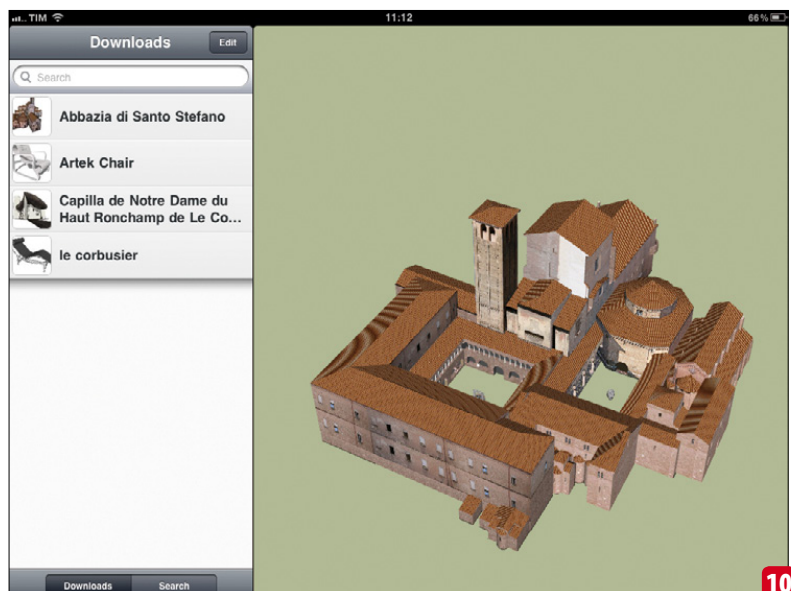 TIM 11:12 66%
Downloads Edit
Search
Abbazia di Santo Stefano
Artek Chair
Capilla de Notre Dame du
Haut Ronchamp de Le Co...
le corbusier
Downloads Search
10